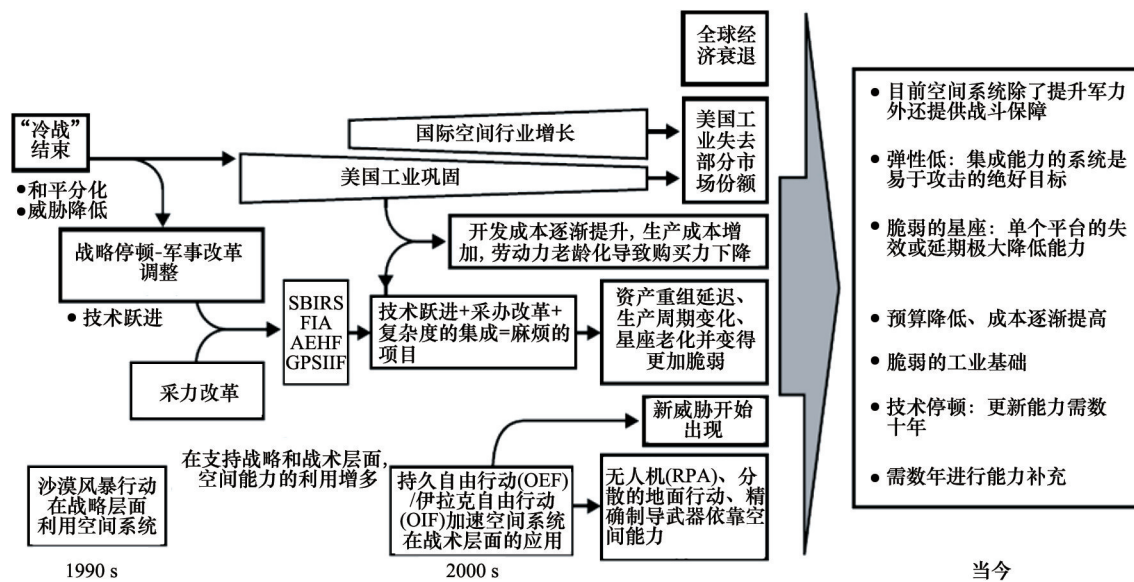 全球经
济衰退
“冷战”
结束
国际空间行业增长
美国工
业失去
部分市
场份额
美国工业巩固
●和平分化
●威胁降低
战略停顿-军事改革
调整
开发成本逐渐提升, 生产成本增
加, 劳动力老龄化导致购买力下降
● 技术跃进
SBIRS
FIA
AEHF
GPSIIF
技术跃进+采办改革+
复杂度的集成=麻烦的
项目
资产重组延迟、
生产周期变化、
星座老化并变得
更加脆弱
采力改革
新威胁开始
出现
在支持战略和战术层面,
空间能力的利用增多
沙漠风暴行动
在战略层面
利用空间系统
持久自由行动(OEF)
/伊拉克自由行动
(OIF)加速空间系统
在战术层面的应用
无人机(RPA)、分
散的地面行动、精
确制导武器依靠空
间能力
● 目前空间系统除了提升军力
外还提供战斗保障
● 弹性低：集成能力的系统是
易于攻击的绝好目标
● 脆弱的星座：单个平台的失
效或延期极大降低能力
● 预算降低、成本逐渐提高
● 脆弱的工业基础
● 技术停顿：更新能力需数
十年
● 需数年进行能力补充
1990 s
2000 s
当今